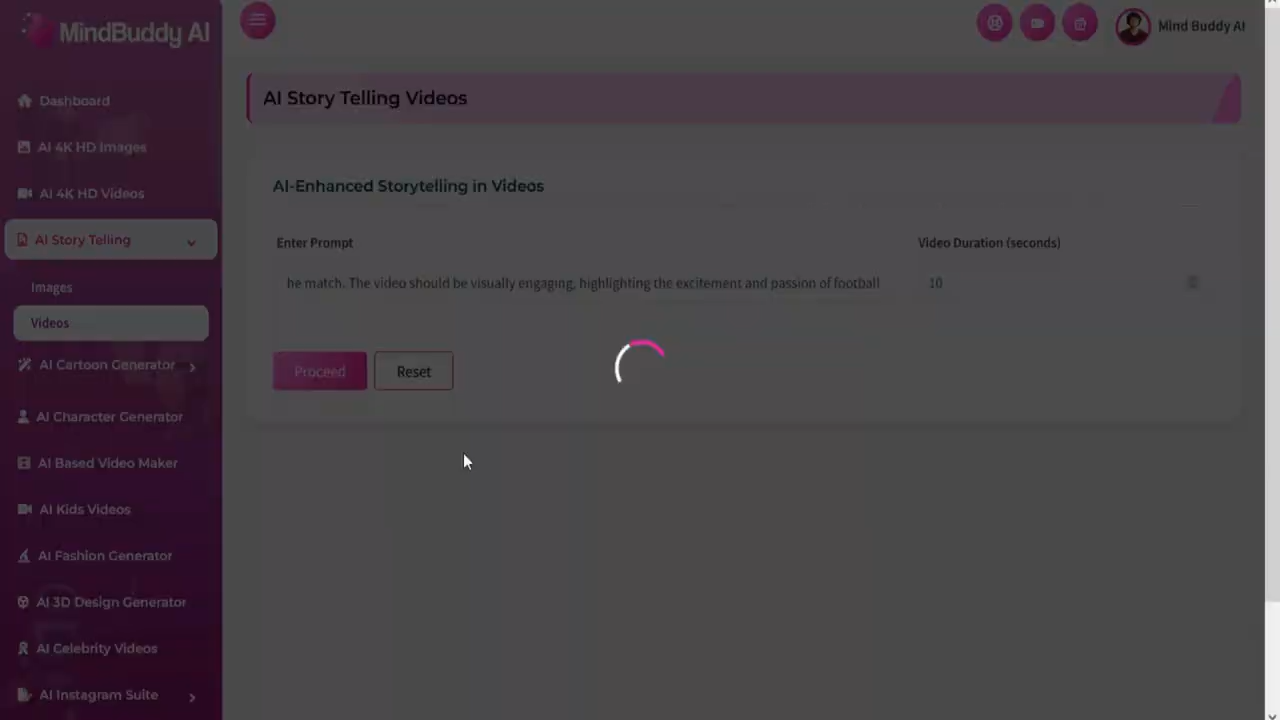 MindBuddy AI
Mind Buddy AI
Dashboard
AI 4K HD Images
AI 4K HD Videos
AI Story Telling
Images
Videos
AI Cartoon Generator
AI Character Generator
AI Based Video Maker
AI Kids Videos
AI Fashion Generator
AI 3D Design Generator
AI Celebrity Videos
AI Instagram Suite
AI Story Telling Videos
AI-Enhanced Storytelling in Videos
Enter Prompt
Video Duration (seconds)
he match. The video should be visually engaging, highlighting the excitement and passion of football
10
Proceed
Reset